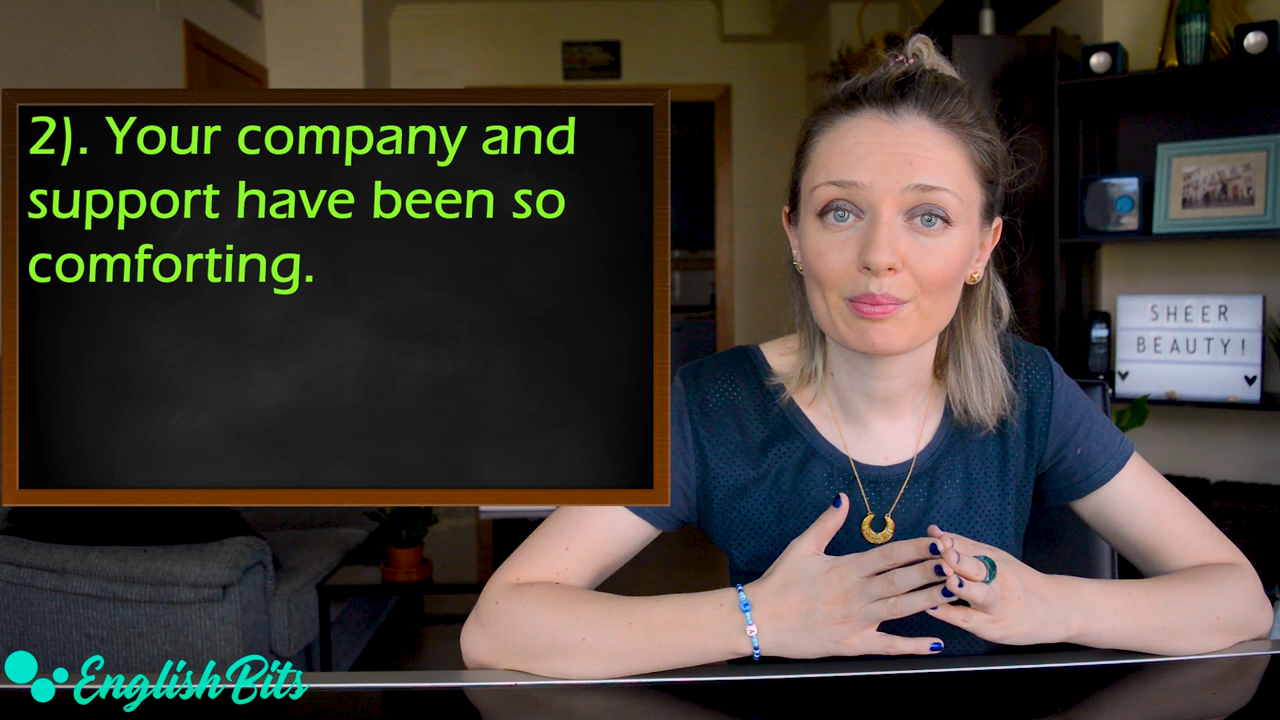 2). Your company and
support have been so
comforting.
SHEER
BEAUTY!
EnglishBits